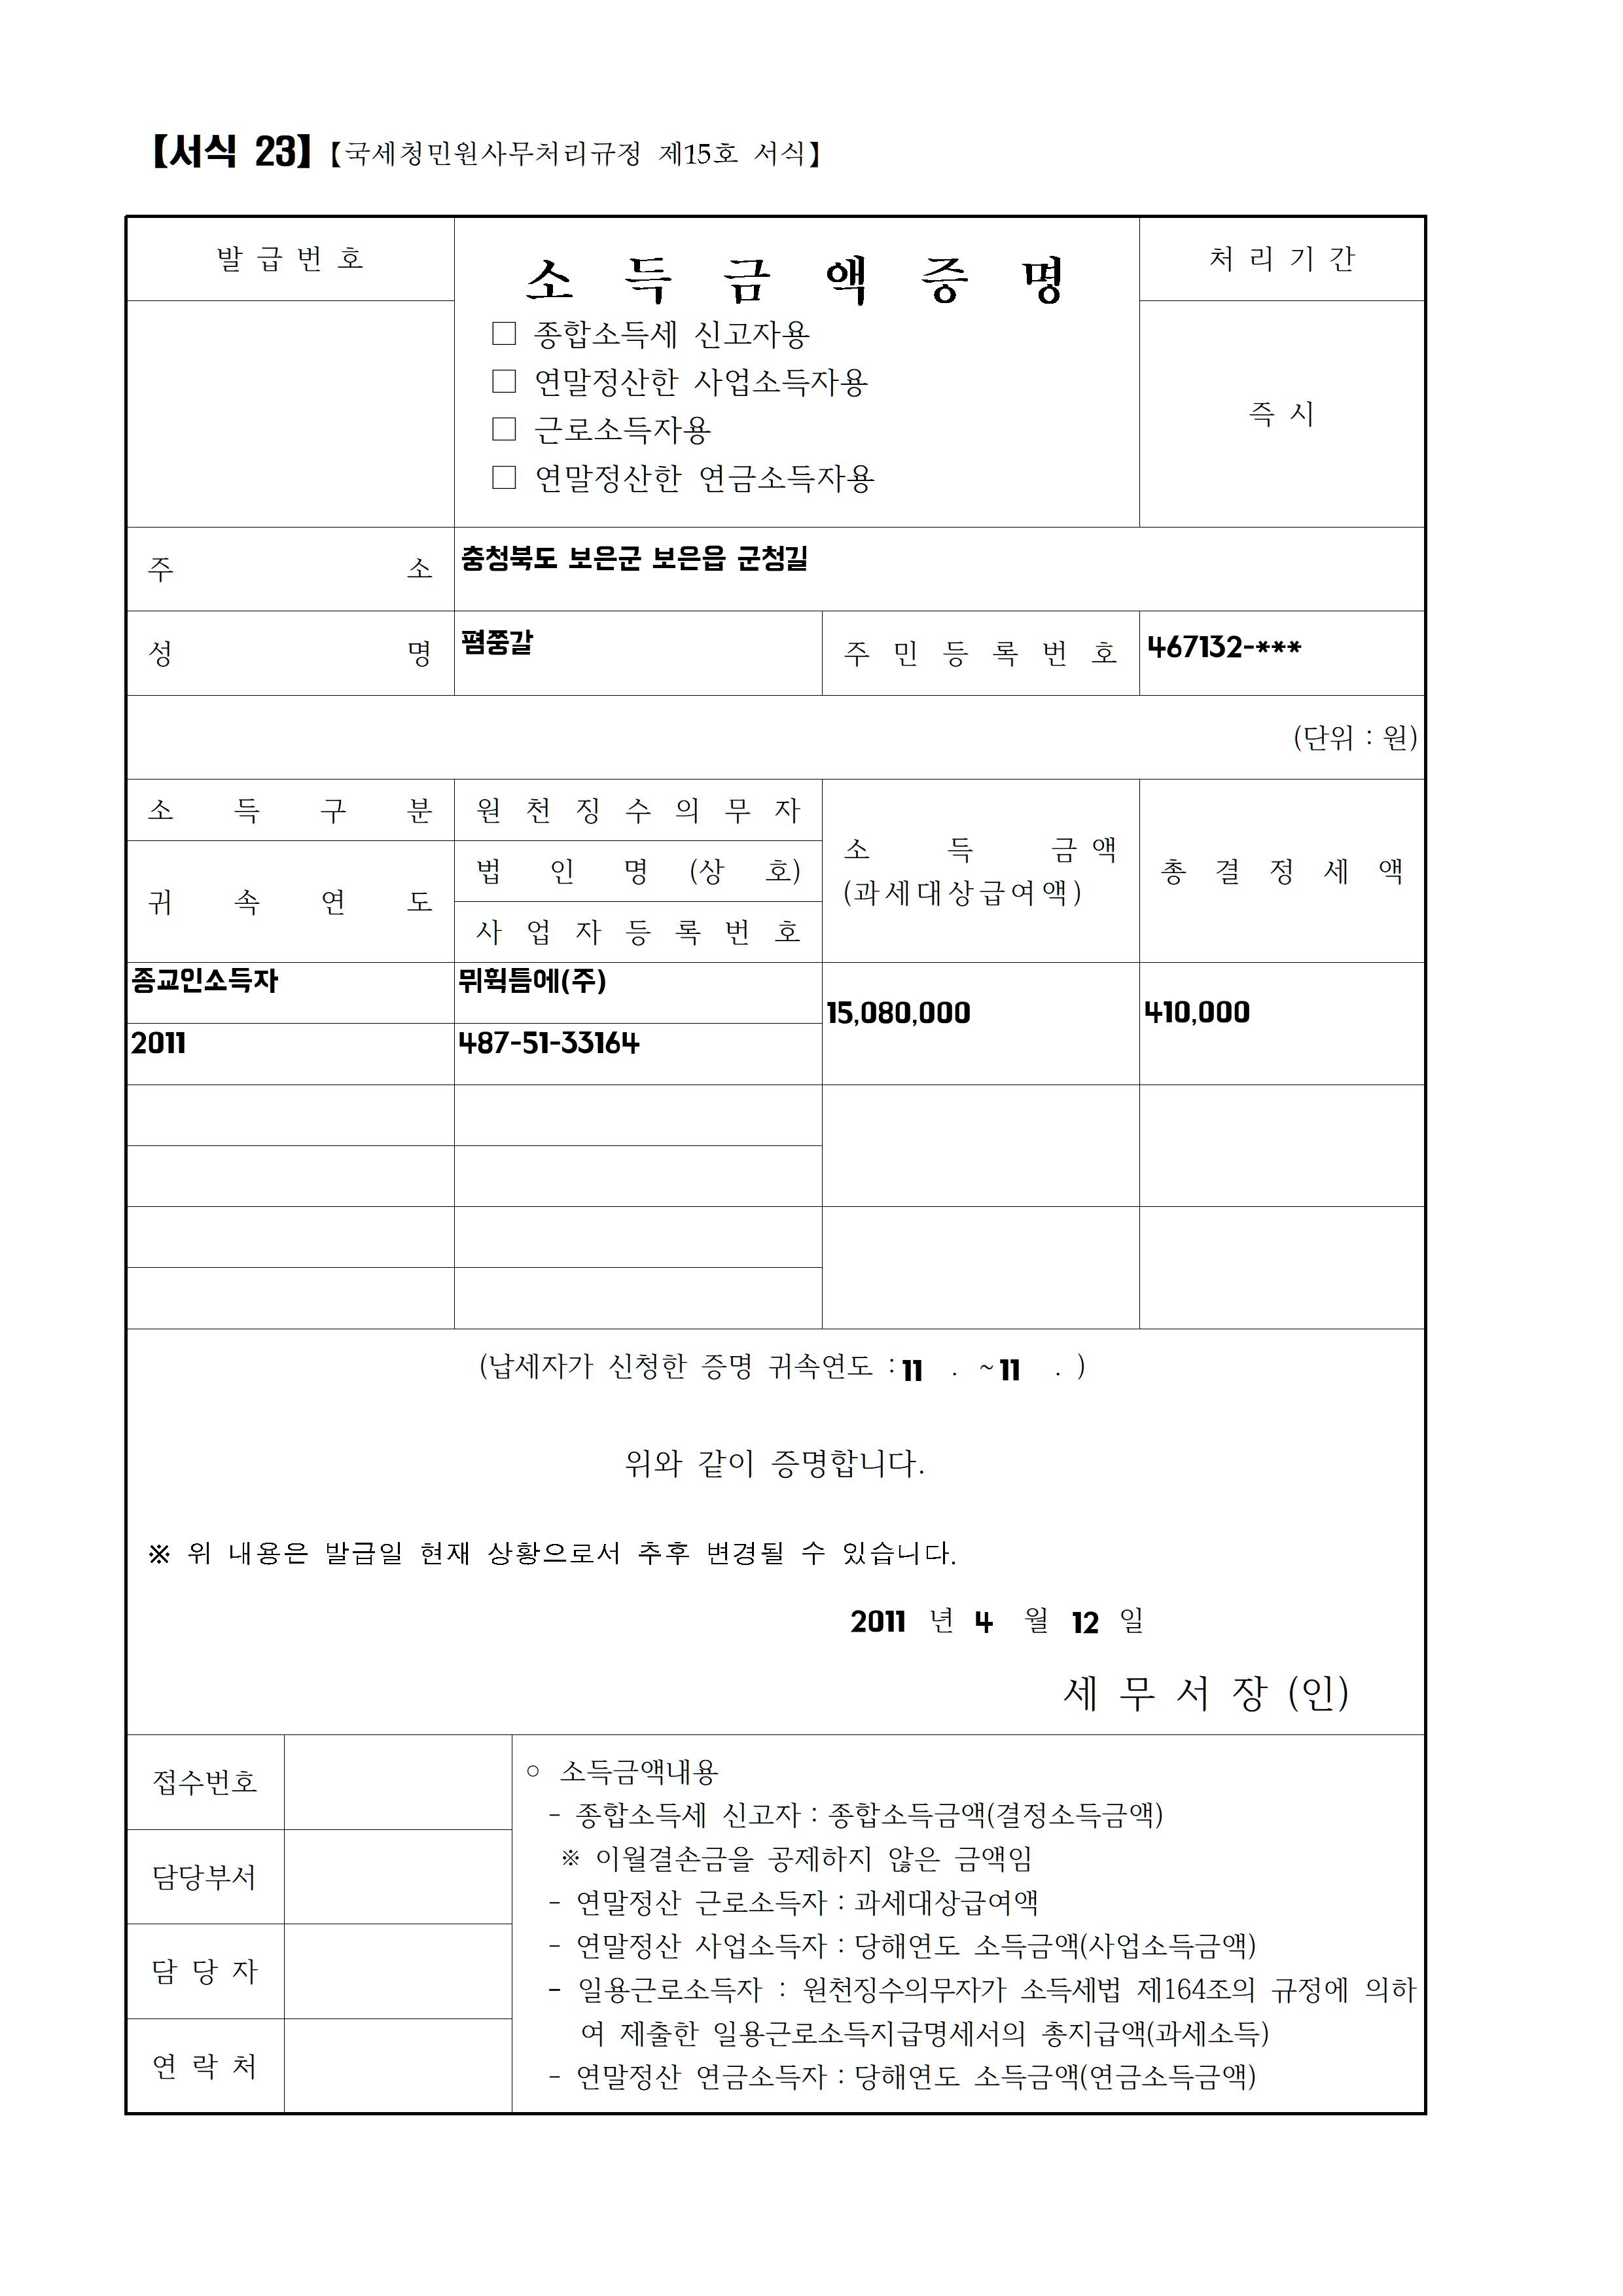 【서식 23】【국세청민원사무처리규정 제15호 서식】
발 급 번 호
소 득 금 액 증 명
처 리 기 간
□ 종합소득세 신고자용
□ 연말정산한 사업소득자용
□ 근로소득자용
□ 연말정산한 연금소득자용
즉 시
주 소 충청북도 보은군 보은읍 군청길
성 명 폄쭝갈 주 민 등 록 번 호 467132-***
(단위 : 원)
소 득 구 분 원 천 징 수 의 무 자
귀 속 연 도
법 인 명 (상 호)
사 업 자 등 록 번 호
소 득 금 액
(과세대상급여액)
총 결 정 세 액
종교인소득자 뮈훡틈에(주)
15,080,000 410,000
2011 487-51-33164
(납세자가 신청한 증명 귀속연도 : 11 . ~ 11 . )
위와 같이 증명합니다.
※ 위 내용은 발급일 현재 상황으로서 추후 변경될 수 있습니다.
2011 년 4 월 12 일
세 무 서 장 (인)
접수번호
담당부서
담 당 자
연 락 처
○ 소득금액내용
- 종합소득세 신고자 : 종합소득금액(결정소득금액)
※ 이월결손금을 공제하지 않은 금액임
- 연말정산 근로소득자 : 과세대상급여액
- 연말정산 사업소득자 : 당해연도 소득금액(사업소득금액)
- 일용근로소득자 : 원천징수의무자가 소득세법 제164조의 규정에 의하
여 제출한 일용근로소득지급명세서의 총지급액(과세소득)
- 연말정산 연금소득자 : 당해연도 소득금액(연금소득금액)